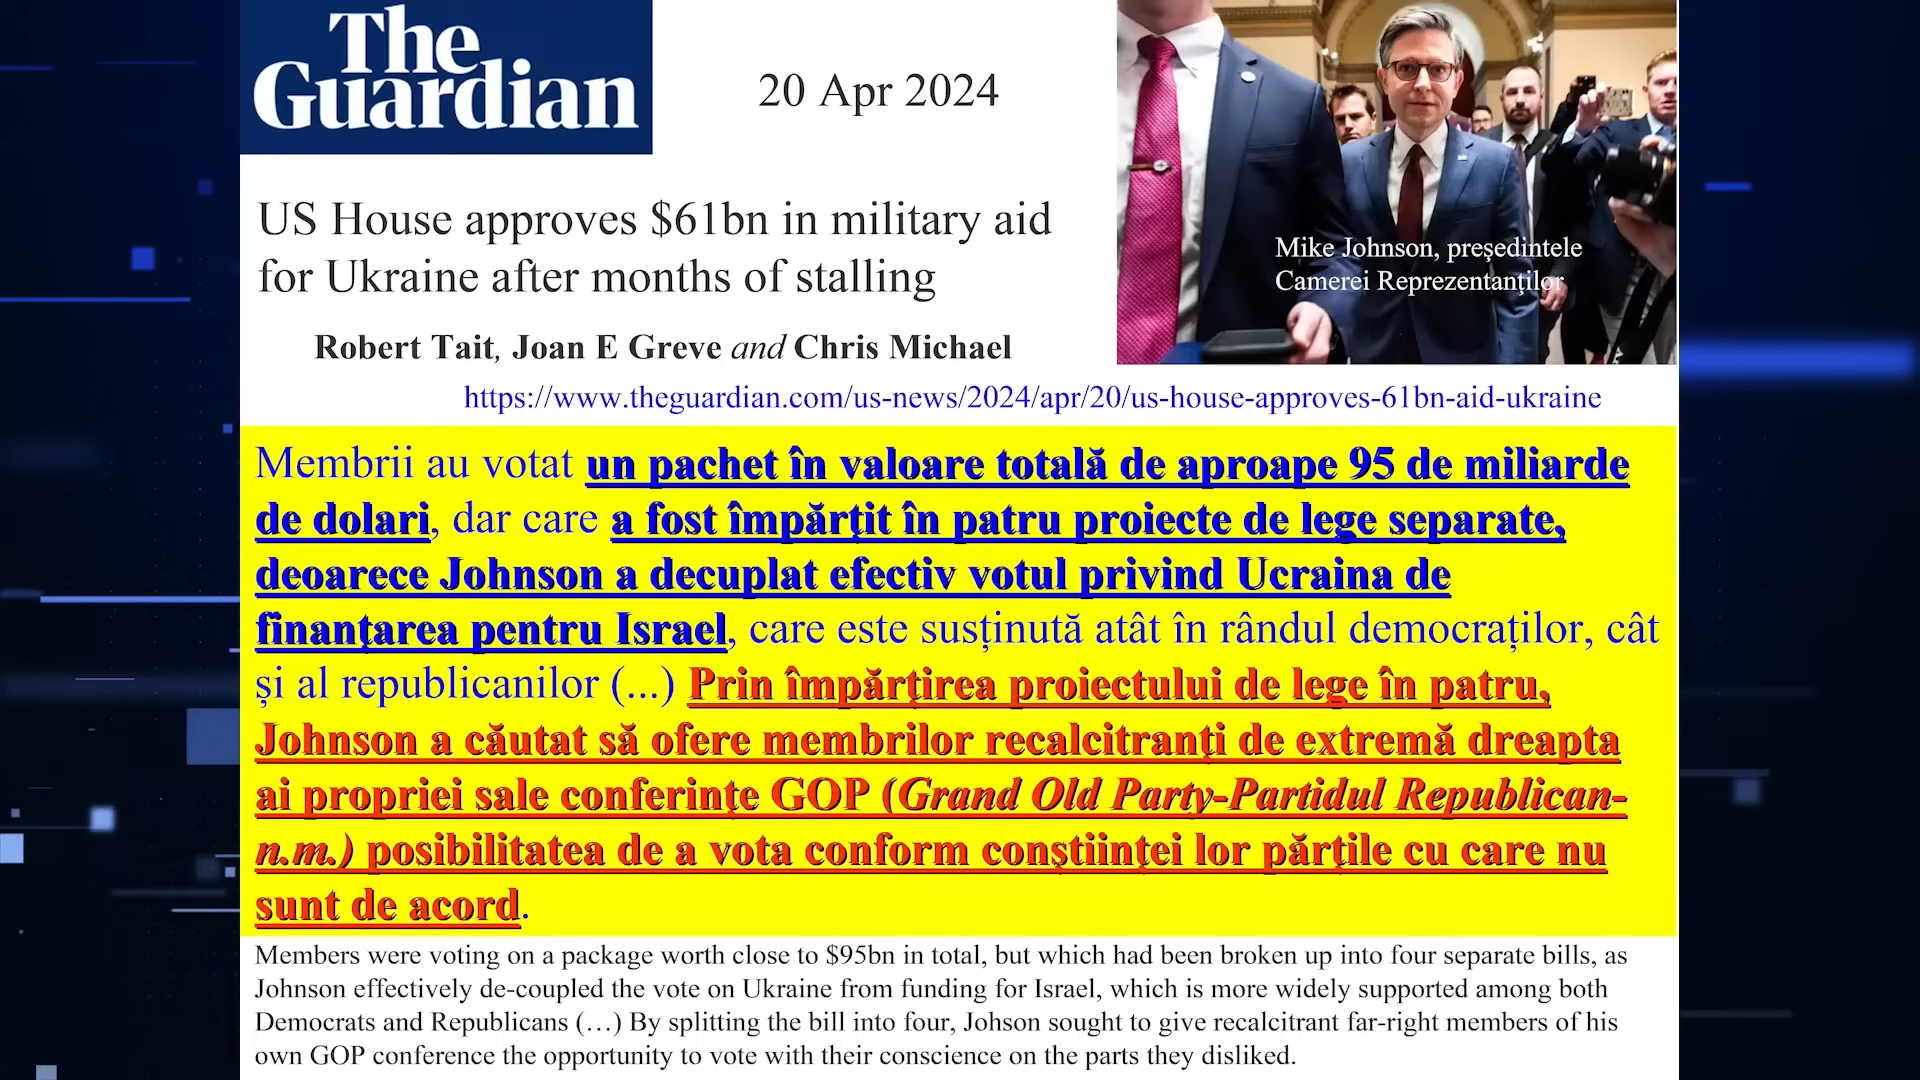 The
Guardian
20 Apr 2024
US House approves $61bn in military aid
for Ukraine after months of stalling
Robert Tait, Joan E Greve and Chris Michael
Mike Johnson, preşedintele
Camerei Reprezentanţilor
https://www.theguardian.com/us-news/2024/apr/20/us-house-approves-61bn-aid-ukraine
Membrii au votat un pachet în valoare totală de aproape 95 de miliarde
de dolari, dar care a fost împărțit în patru proiecte de lege separate,
deoarece Johnson a decuplat efectiv votul privind Ucraina de
finanțarea pentru Israel, care este susținută atât în rândul democraților, cât
și al republicanilor (...) Prin împărțirea proiectului de lege în patru,
Johnson a căutat să ofere membrilor recalcitranți de extremă dreapta
ai propriei sale conferințe GOP (Grand Old Party-Partidul Republican-
n.m.) posibilitatea de a vota conform conștiinței lor părțile cu care nu
sunt de acord.
Members were voting on a package worth close to $95bn in total, but which had been broken up into four separate bills, as
Johnson effectively de-coupled the vote on Ukraine from funding for Israel, which is more widely supported among both
Democrats and Republicans (…) By splitting the bill into four, Johson sought to give recalcitrant far-right members of his
own GOP conference the opportunity to vote with their conscience on the parts they disliked.